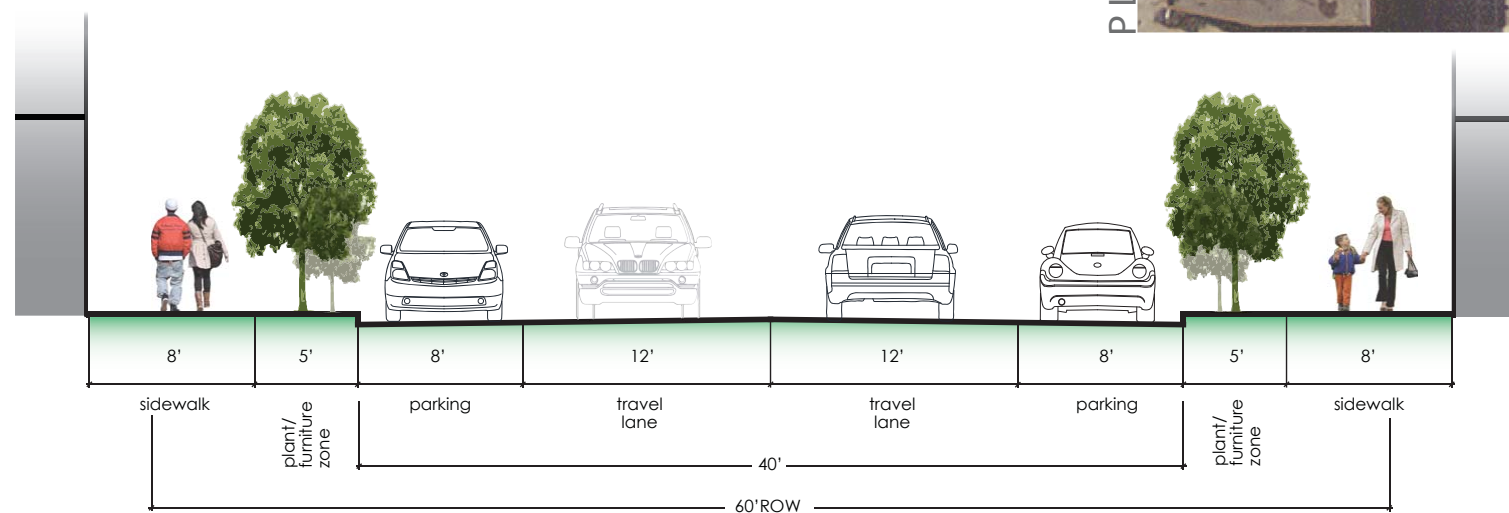 PL
8’
5’
8’
12’
12’
8’
5’
8’
sidewalk
plant/
furniture
zone
parking
travel
lane
travel
lane
parking
plant/
furniture
zone
sidewalk
40’
60’ROW